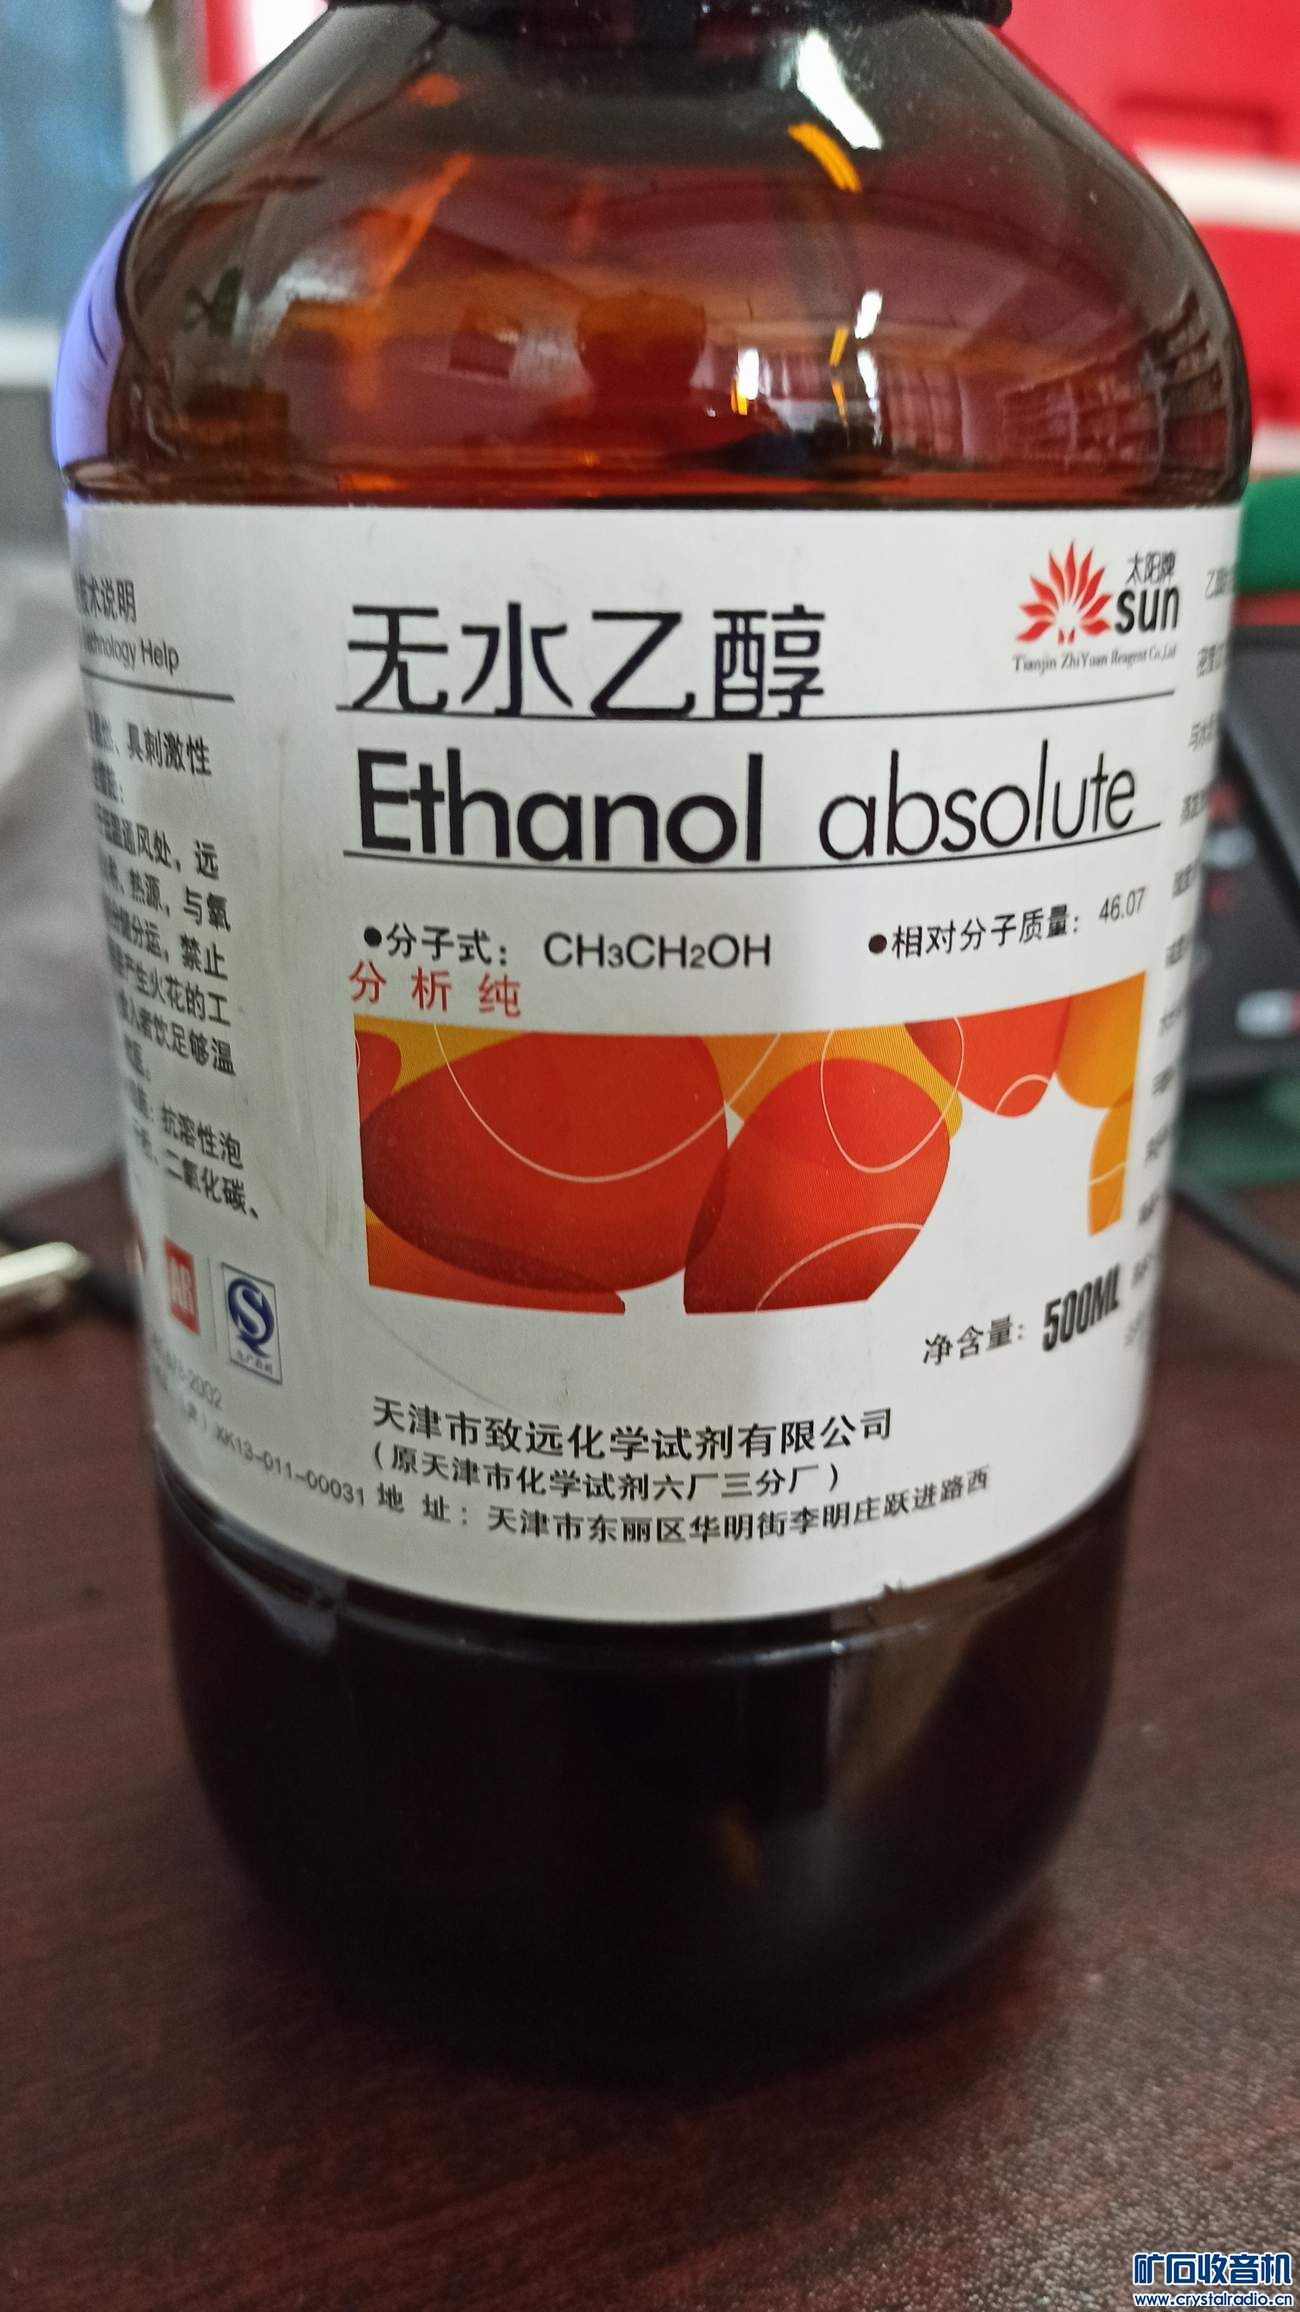 术说明
Technology Help
具刺激性
通风处，远
热源，与氧
分运，禁止
产生火花的工
入者饮足够温
抗溶性泡
二氧化碳、
AR
-2002
XK13-011-00031
无水乙醇
太阳牌
sun
Tianjin ZhiYuan Reagent Co.,Ltd
Ethanol absolute
●分子式： CH3CH2OH
●相对分子质量： 46.07
分析纯
净含量： 500ML
天津市致远化学试剂有限公司
（原天津市化学试剂六厂三分厂）
地 址：天津市东丽区华明街李明庄跃进路西
矿石收音机
www.crystalradio.cn